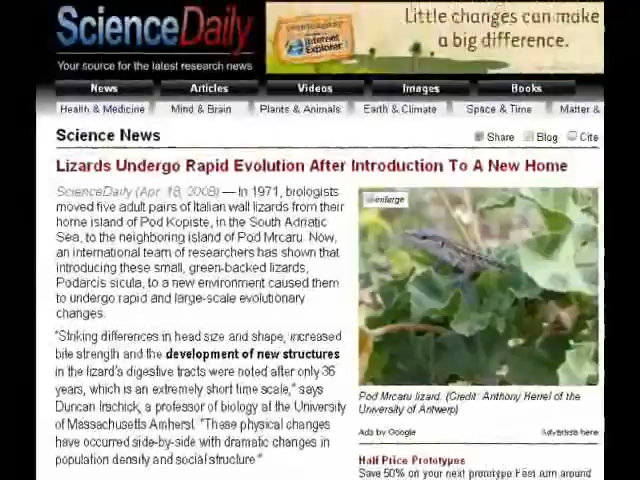 ScienceDaily
Your source for the latest research news
Internet Explorer
Little changes can make
a big difference.
News Articles Videos Images Books
Health & Medicine Mind & Brain Plants & Animals Earth & Climate Space & Time Matter &
Science News
Share Blog Cite
Lizards Undergo Rapid Evolution After Introduction To A New Home
ScienceDaily (Apr. 18, 2008) — In 1971, biologists
moved five adult pairs of Italian wall lizards from their
home island of Pod Kopiste, in the South Adriatic
Sea, to the neighboring island of Pod Mrcaru. Now,
an international team of researchers has shown that
introducing these small, green-backed lizards,
Podarcis sicula, to a new environment caused them
to undergo rapid and large-scale evolutionary
changes.
"Striking differences in head size and shape, increased
bite strength and the development of new structures
in the lizard's digestive tracts were noted after only 36
years, which is an extremely short time scale," says
Duncan Irschick, a professor of biology at the University
of Massachusetts Amherst. "These physical changes
have occurred side-by-side with dramatic changes in
population density and social structure."
enlarge
Pod Mrcaru lizard. (Credit: Anthony Herrel of the
University of Antwerp)
Ads by Google Advertise here
Half Price Prototypes
Save 50% on your next prototype Fast turn around